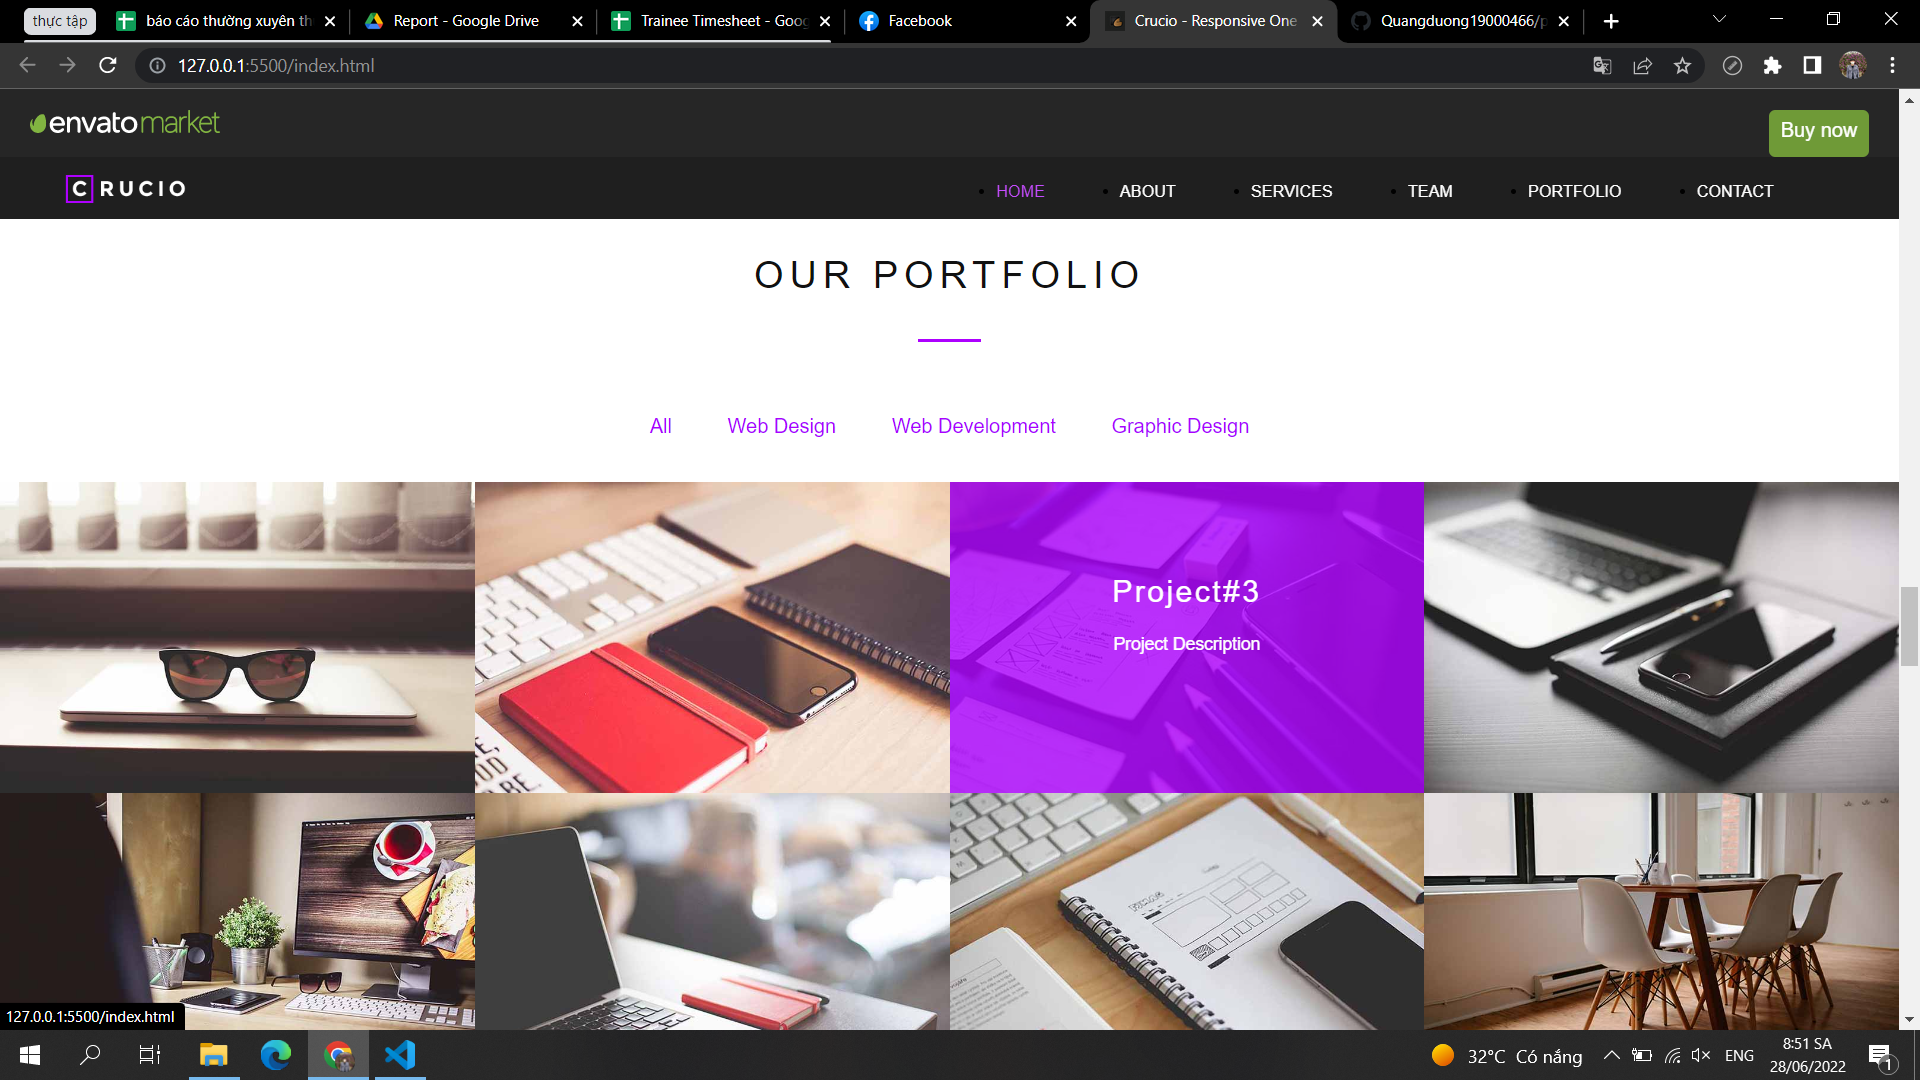 thực tập
báo cáo thường xuyên th
Report - Google Drive
Trainee Timesheet - Goog
Facebook
Crucio - Responsive One
Quangduong19000466/p
127.0.0.1:5500/index.html
envato market
Buy now
CRUCIO
HOME
ABOUT
SERVICES
TEAM
PORTFOLIO
CONTACT
OUR PORTFOLIO
All
Web Design
Web Development
Graphic Design
Project#3
Project Description
127.0.0.1:5500/index.html
32°C Có nắng
ENG
8:51 SA
28/06/2022
1